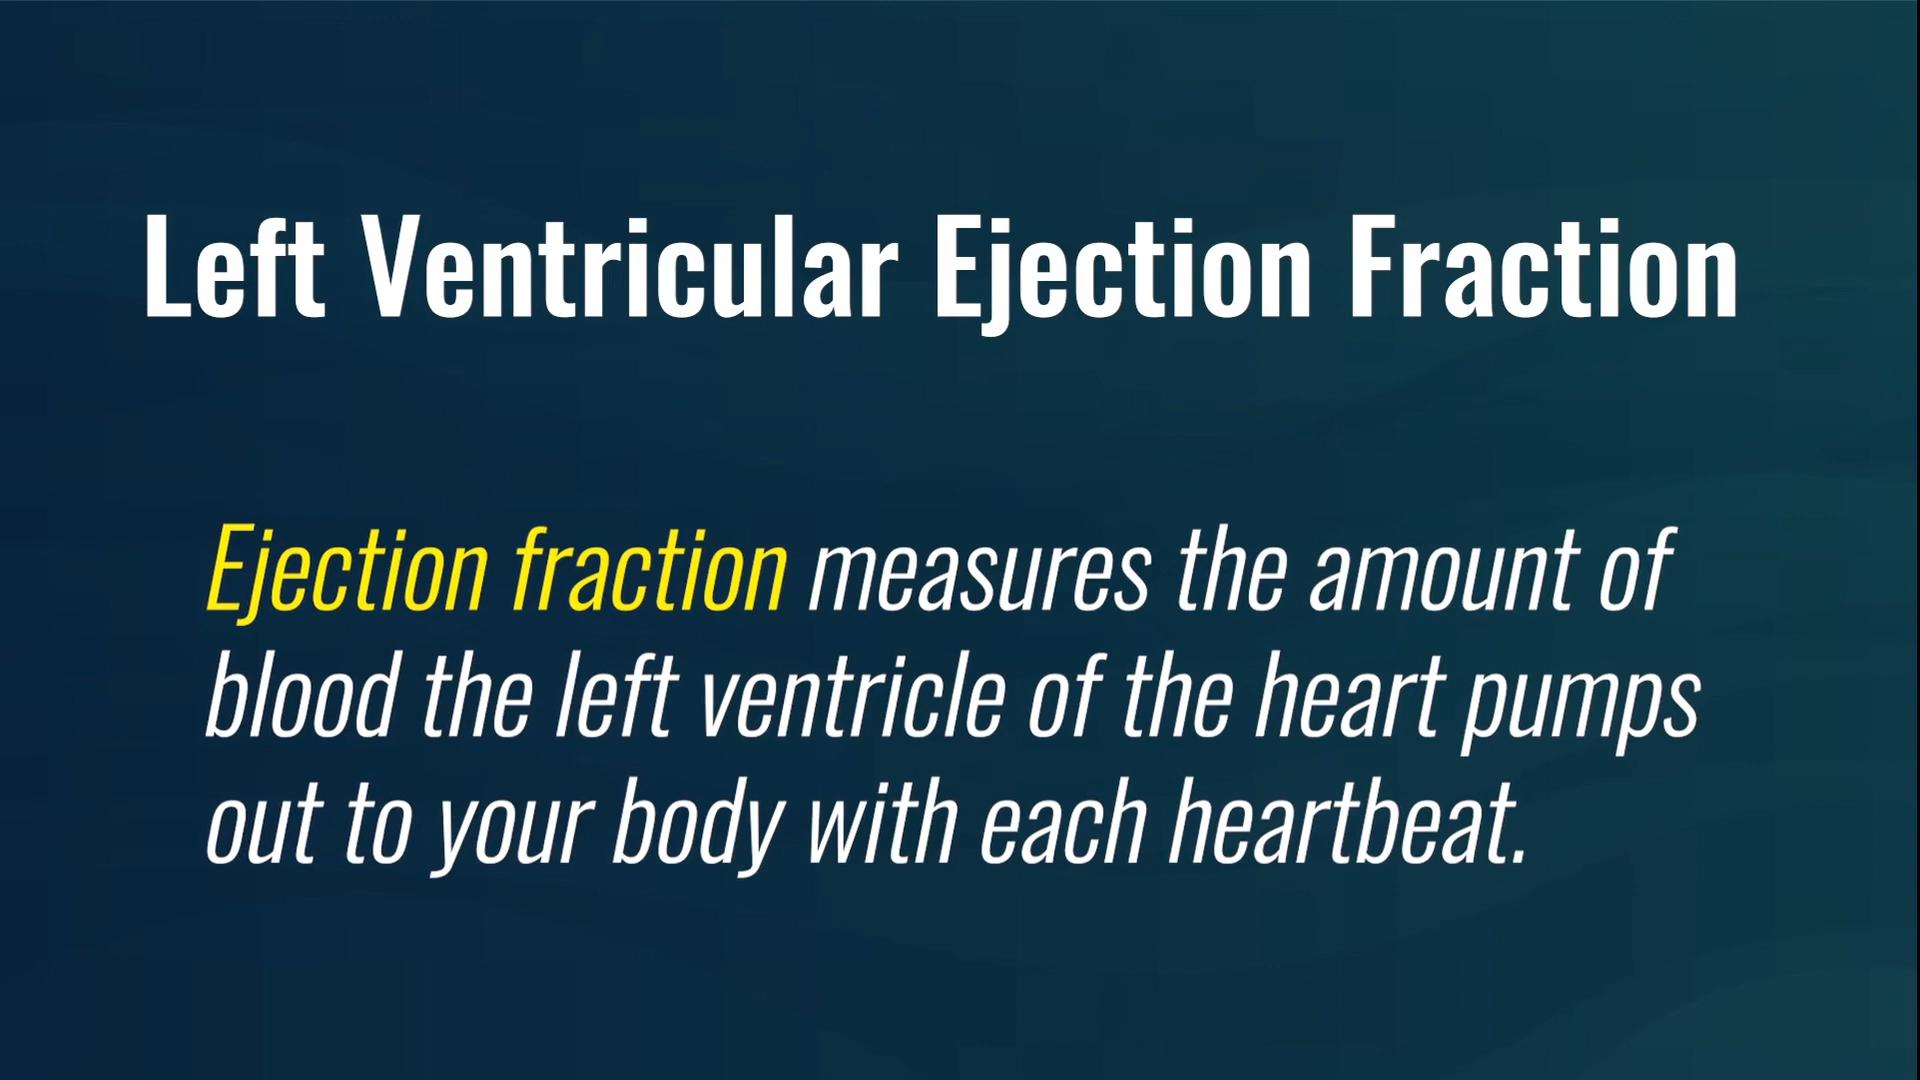 Left Ventricular Ejection Fraction
Ejection fraction measures the amount of
blood the left ventricle of the heart pumps
out to your body with each heartbeat.